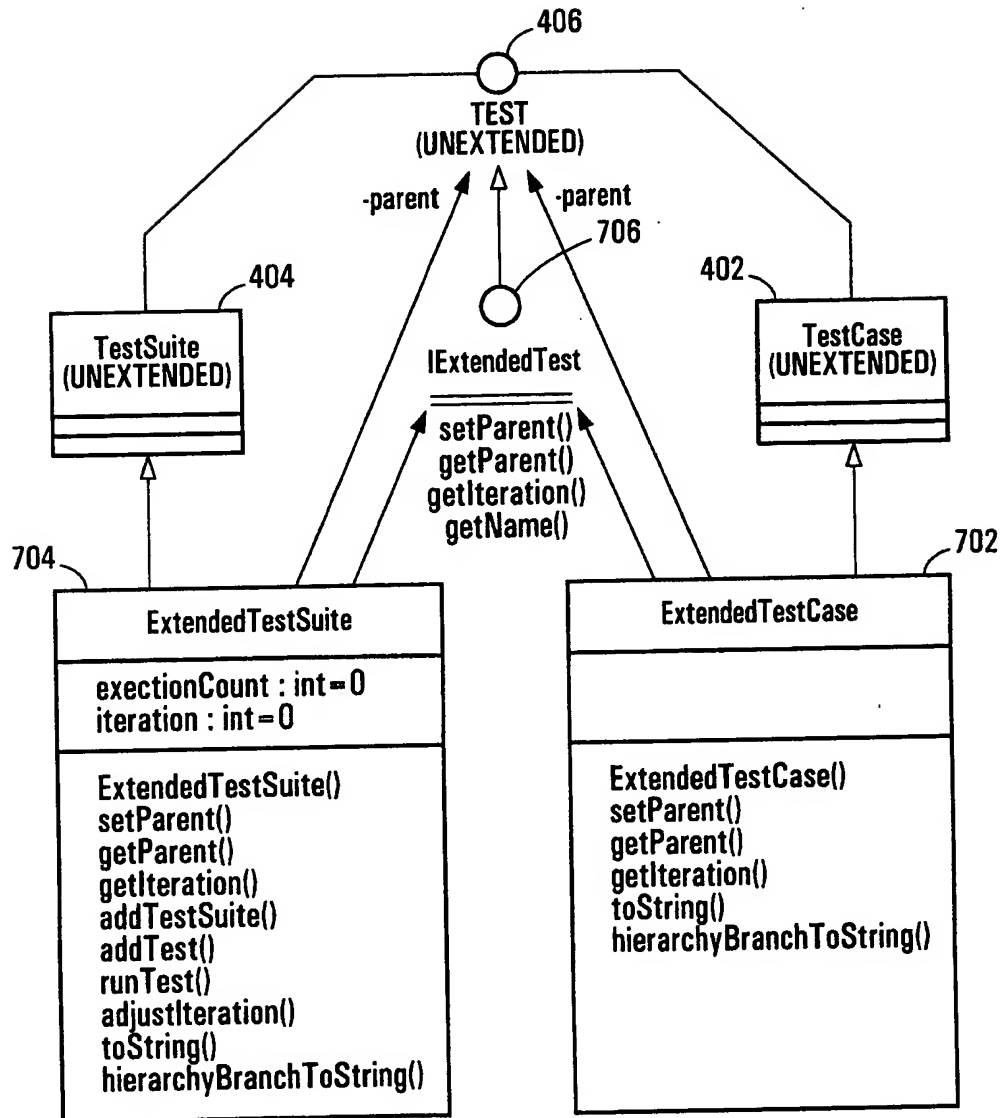 406
TEST
(UNEXTENDED)
-parent
-parent
706
404
402
TestSuite
(UNEXTENDED)
IExtendedTest
TestCase
(UNEXTENDED)
setParent()
getParent()
getIteration()
getName()
704
702
ExtendedTestSuite
exectionCount : int=0
iteration : int=0
ExtendedTestSuite()
setParent()
getParent()
getIteration()
addTestSuite()
addTest()
runTest()
adjustIteration()
toString()
hierarchyBranchToString()
ExtendedTestCase
ExtendedTestCase()
setParent()
getParent()
getIteration()
toString()
hierarchyBranchToString()